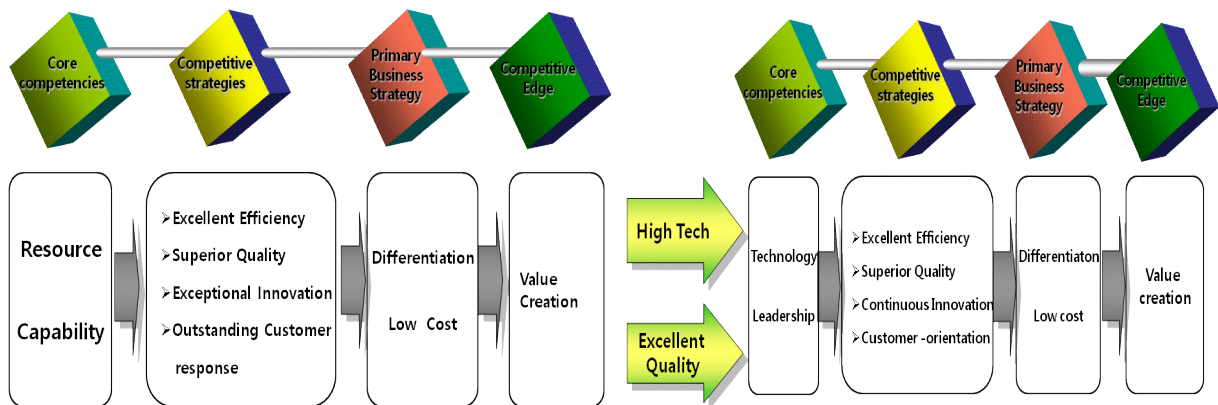 Core
competencies
Competitive
strategies
Primary
Business
Strategy
Competitive
Edge
Resource
Capability
➢Excellent Efficiency
➢Superior Quality
➢Exceptional Innovation
➢Outstanding Customer
response
Differentiation
Low Cost
Value
Creation
High Tech
Excellent
Quality
Core
competencies
Competitive
strategies
Primary
Business
Strategy
Competitive
Edge
Technology
Leadership
➢Excellent Efficiency
➢Superior Quality
➢Continuous Innovation
➢Customer -orientation
Differentiaton
Low cost
Value
creation